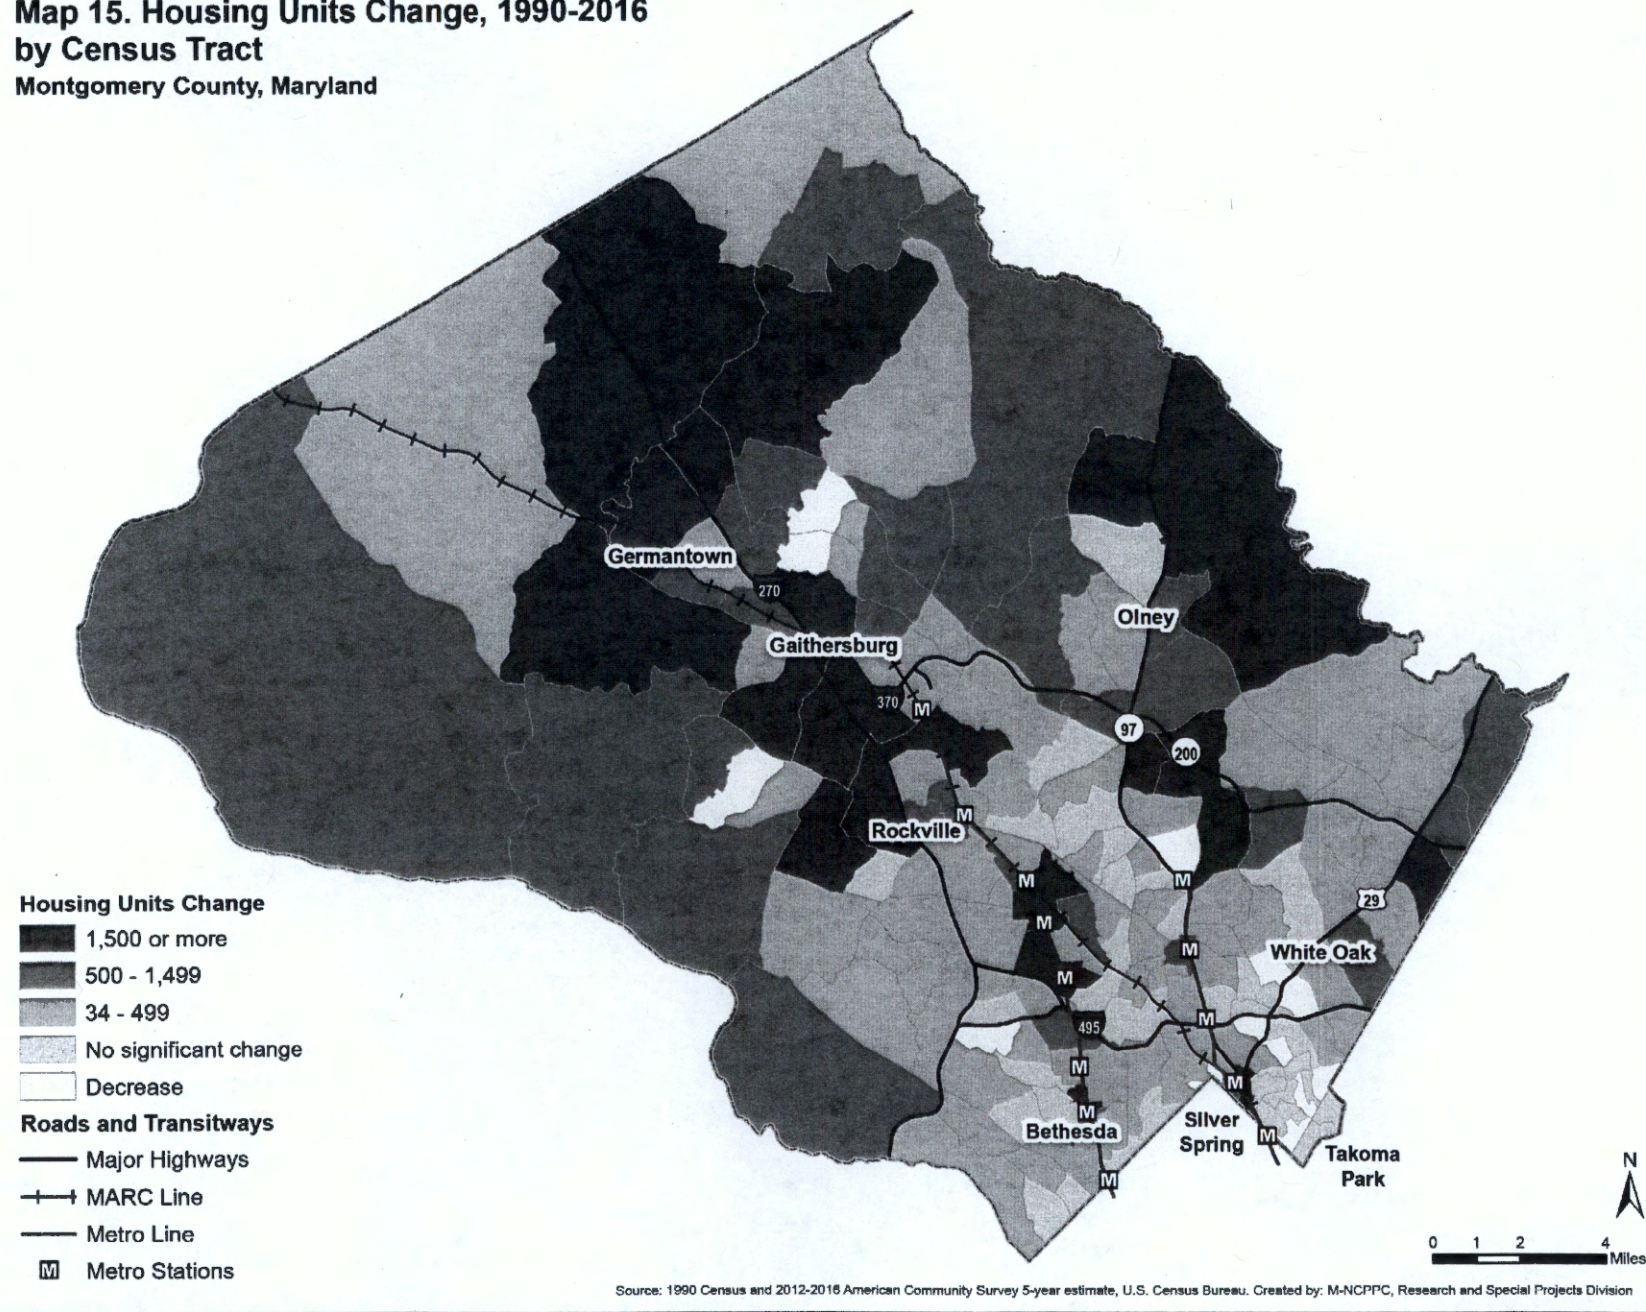 Map 15. Housing Units Change, 1990-2016
by Census Tract
Montgomery County, Maryland
Germantown
270
Gaithersburg
Olney
370
M
97
200
Rockville
M
M
M
M
29
M
M
White Oak
M
495
M
M
M
M
Bethesda
Silver
Spring
M
Takoma
Park
M
Housing Units Change
1,500 or more
500 - 1,499
34 - 499
No significant change
Decrease
Roads and Transitways
Major Highways
MARC Line
Metro Line
M Metro Stations
N
0 1 2 4
Miles
Source: 1990 Census and 2012-2016 American Community Survey 5-year estimate, U.S. Census Bureau. Created by: M-NCPPC, Research and Special Projects Division